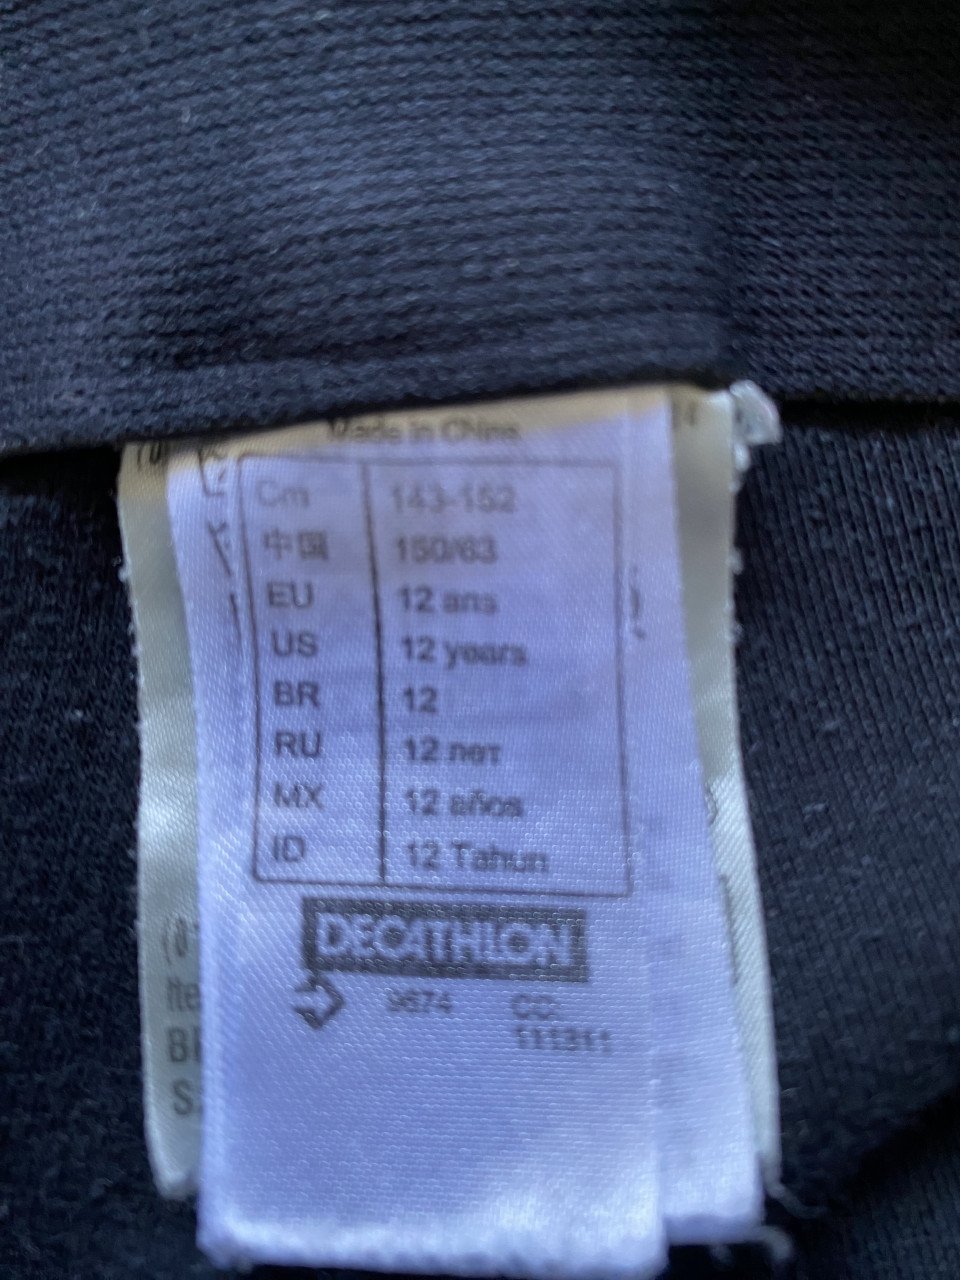 Made in China
Cm 143-152
中国 150/63
EU 12 ans
US 12 years
BR 12
RU 12 лет
MX 12 años
ID 12 Tahun
DECATHLON
9674 CC:
111311